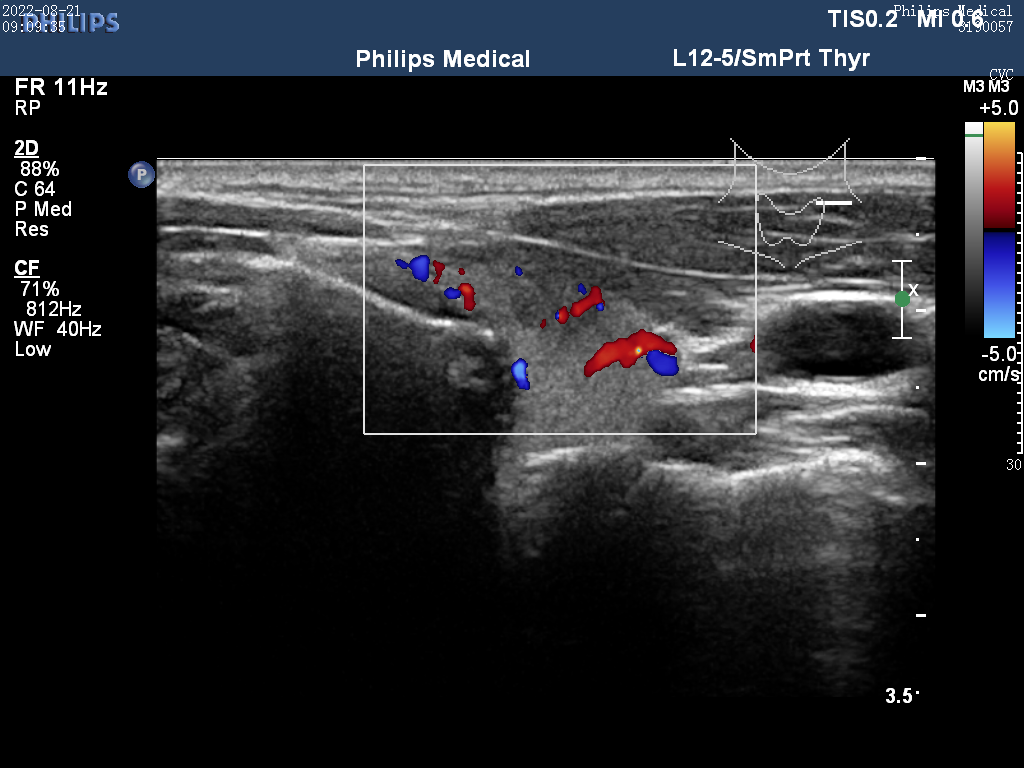 2022-08-21
09:09:35
PHILIPS
TIS0.2 MI 0.6
Philips Medical
3190057
Philips Medical
L12-5/SmPrt Thyr
CVC
FR 11Hz
RP
M3 M3
+5.0
2D
88%
C 64
P Med
Res
P
CF
71%
812Hz
WF 40Hz
Low
x
-5.0
cm/s
30
3.5